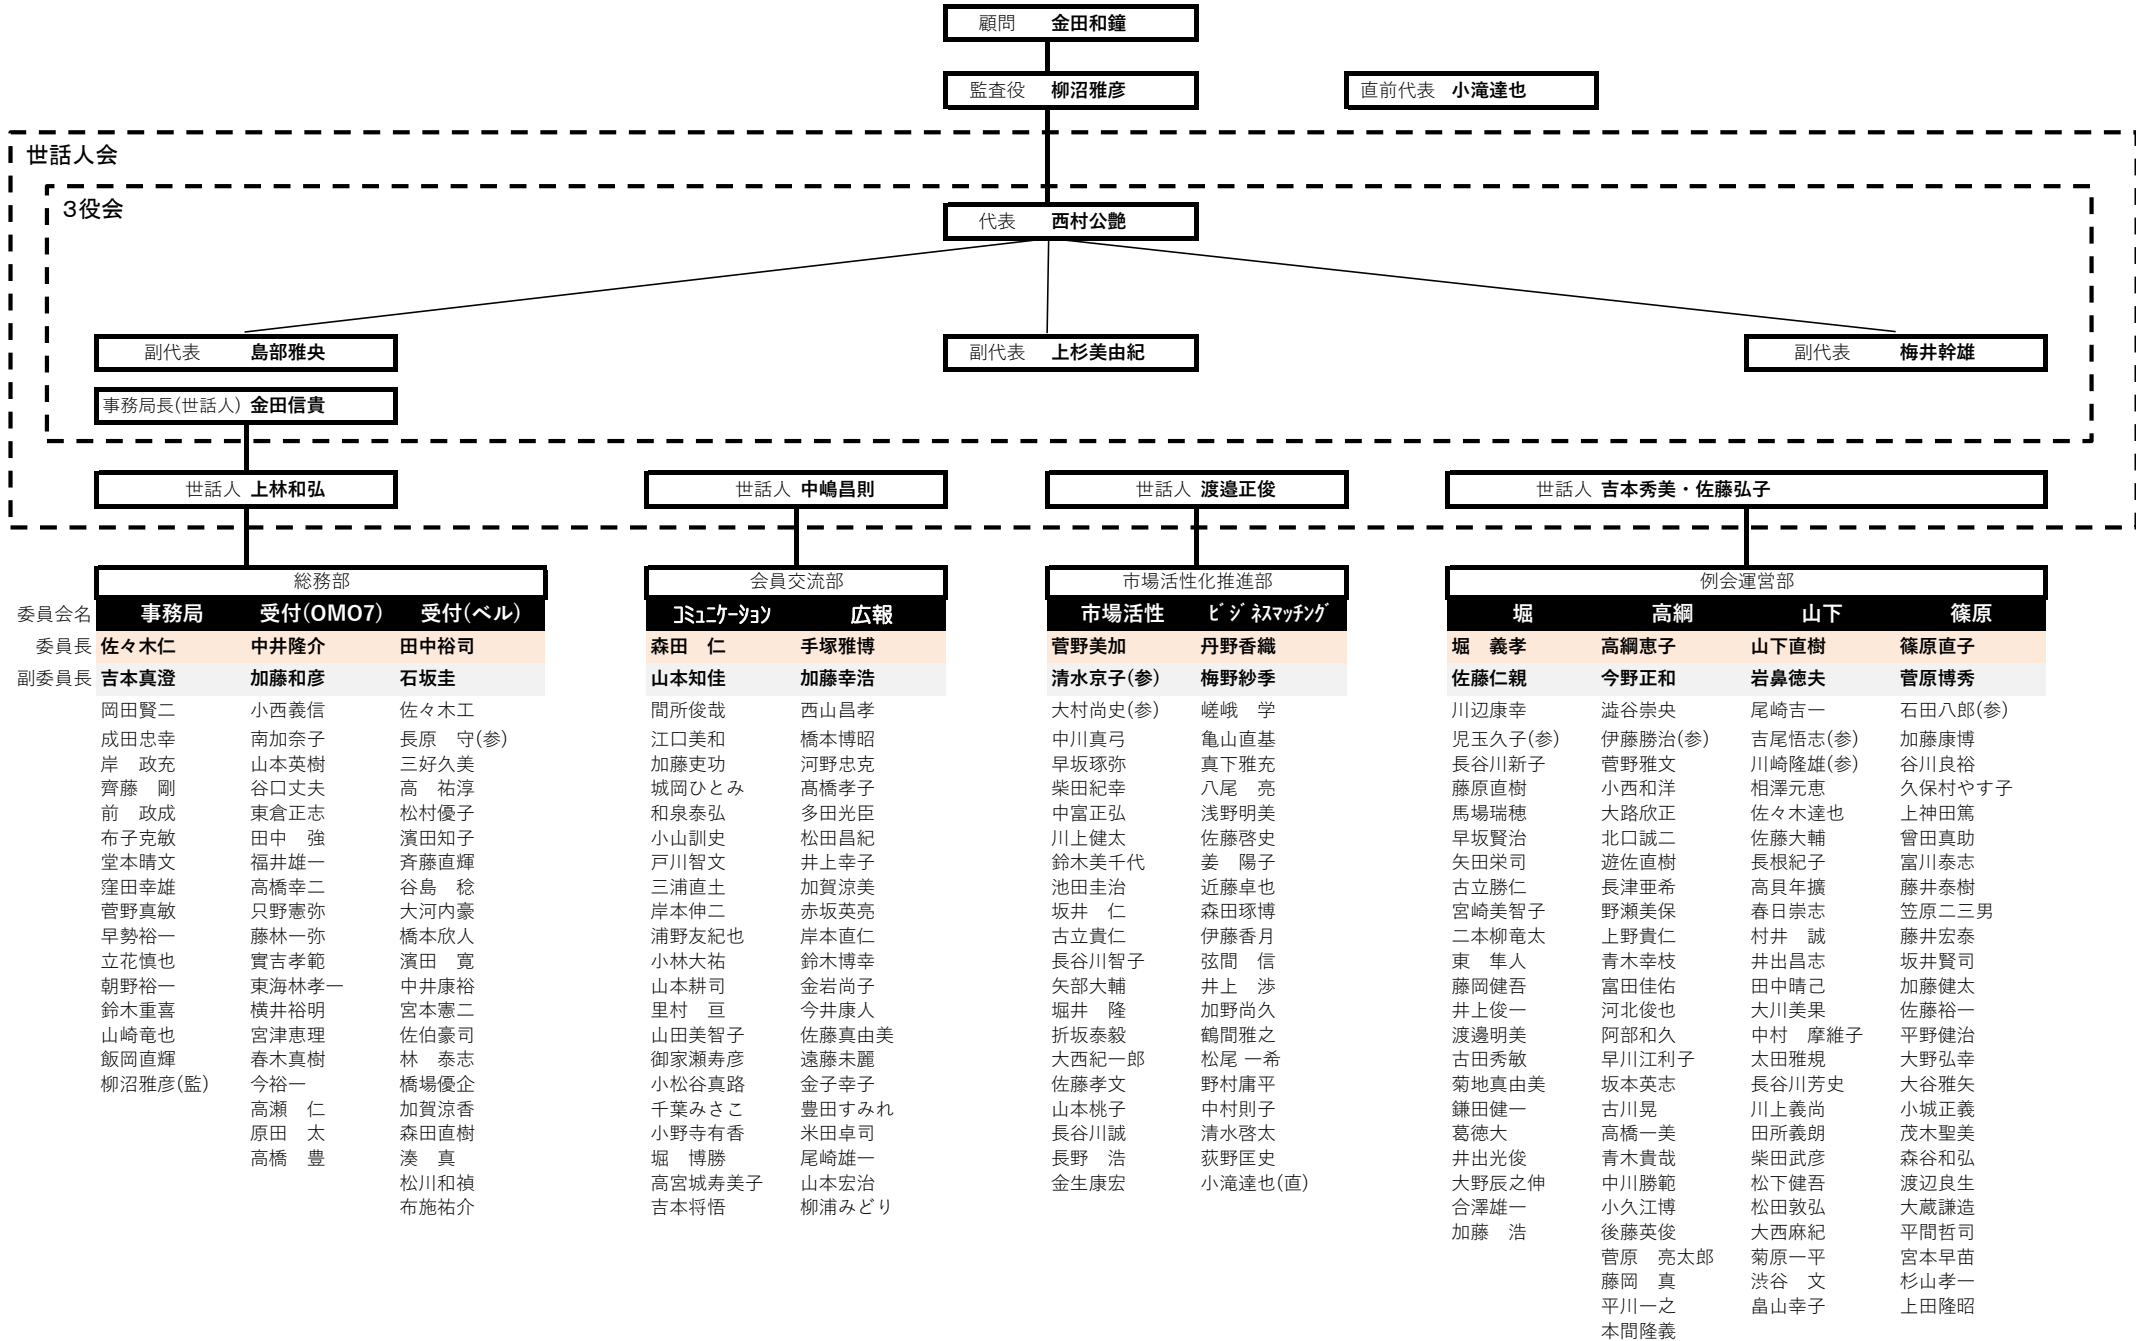 顧問 金田和鐘
監査役 柳沼雅彦
直前代表 小滝達也
世話人会
3役会
代表 西村公艶
副代表 島部雅央
副代表 上杉美由紀
副代表 梅井幹雄
事務局長(世話人) 金田信貴
世話人 上林和弘
世話人 中嶋昌則
世話人 渡邉正俊
世話人 吉本秀美・佐藤弘子
総務部 会員交流部 市場活性化推進部 例会運営部
委員会名 事務局 受付(OMO7) 受付(ベル) ｺﾐｭﾆｹｰｼｮﾝ 広報 市場活性 ﾋﾞｼﾞﾈｽﾏｯﾁﾝｸﾞ 堀 高綱 山下 篠原
委員長 佐々木仁 中井隆介 田中裕司 森田　仁 手塚雅博 菅野美加 丹野香織 堀　義孝 高綱恵子 山下直樹 篠原直子
副委員長 吉本真澄 加藤和彦 石坂圭 山本知佳 加藤幸浩 清水京子(参) 梅野紗季 佐藤仁親 今野正和 岩鼻徳夫 菅原博秀
岡田賢二 小西義信 佐々木工 間所俊哉 西山昌孝 大村尚史(参) 嵯峨　学 川辺康幸 澁谷崇央 尾崎吉一 石田八郎(参)
成田忠幸 南加奈子 長原　守(参) 江口美和 橋本博昭 中川真弓 亀山直基 児玉久子(参) 伊藤勝治(参) 吉尾悟志(参) 加藤康博
岸　政充 山本英樹 三好久美 加藤吏功 河野忠克 早坂琢弥 真下雅充 長谷川新子 菅野雅文 川崎隆雄(参) 谷川良裕
齊藤　剛 谷口丈夫 高　祐淳 城岡ひとみ 髙橋孝子 柴田紀幸 八尾　亮 藤原直樹 小西和洋 相澤元恵 久保村やす子
前　政成 東倉正志 松村優子 和泉泰弘 多田光臣 中富正弘 浅野明美 馬場瑞穂 大路欣正 佐々木達也 上神田篤
布子克敏 田中　強 濱田知子 小山訓史 松田昌紀 川上健太 佐藤啓史 早坂賢治 北口誠二 佐藤大輔 曾田真助
堂本晴文 福井雄一 斉藤直輝 戸川智文 井上幸子 鈴木美千代 姜　陽子 矢田栄司 遊佐直樹 長根紀子 富川泰志
窪田幸雄 高橋幸二 谷島　稔 三浦直土 加賀涼美 池田圭治 近藤卓也 古立勝仁 長津亜希 高貝年擴 藤井泰樹
菅野真敏 只野憲弥 大河内豪 岸本伸二 赤坂英亮 坂井　仁 森田琢博 宮崎美智子 野瀬美保 春日崇志 笠原二三男
早勢裕一 藤林一弥 橋本欣人 浦野友紀也 岸本直仁 古立貴仁 伊藤香月 二本柳竜太 上野貴仁 村井　誠 藤井宏泰
立花慎也 實吉孝範 濱田　寛 小林大祐 鈴木博幸 長谷川智子 弦間　信 東　隼人 青木幸枝 井出昌志 坂井賢司
朝野裕一 東海林孝一 中井康裕 山本耕司 金岩尚子 矢部大輔 井上　渉 藤岡健吾 富田佳佑 田中晴己 加藤健太
鈴木重喜 横井裕明 宮本憲二 里村　亘 今井康人 堀井　隆 加野尚久 井上俊一 河北俊也 大川美果 佐藤裕一
山崎竜也 宮津恵理 佐伯豪司 山田美智子 佐藤真由美 折坂泰毅 鶴間雅之 渡邊明美 阿部和久 中村　摩維子 平野健治
飯岡直輝 春木真樹 林　泰志 御家瀬寿彦 遠藤未麗 大西紀一郎 松尾 一希 古田秀敏 早川江利子 太田雅規 大野弘幸
柳沼雅彦(監) 今裕一 橋場優企 小松谷真路 金子幸子 佐藤孝文 野村庸平 菊地真由美 坂本英志 長谷川芳史 大谷雅矢
高瀬　仁 加賀涼香 千葉みさこ 豊田すみれ 山本桃子 中村則子 鎌田健一 古川晃 川上義尚 小城正義
原田　太 森田直樹 小野寺有香 米田卓司 長谷川誠 清水啓太 葛徳大 高橋一美 田所義朗 茂木聖美
高橋　豊 湊　真 堀　博勝 尾崎雄一 長野　浩 荻野匡史 井出光俊 青木貴哉 柴田武彦 森谷和弘
松川和禎 高宮城寿美子 山本宏治 金生康宏 小滝達也(直) 大野辰之伸 中川勝範 松下健吾 渡辺良生
布施祐介 吉本将悟 柳浦みどり 合澤雄一 小久江博 松田敦弘 大蔵謙造
加藤　浩 後藤英俊 大西麻紀 平間哲司
菅原　亮太郎 菊原一平 宮本早苗
藤岡　真 渋谷　文 杉山孝一
平川一之 畠山幸子 上田隆昭
本間隆義